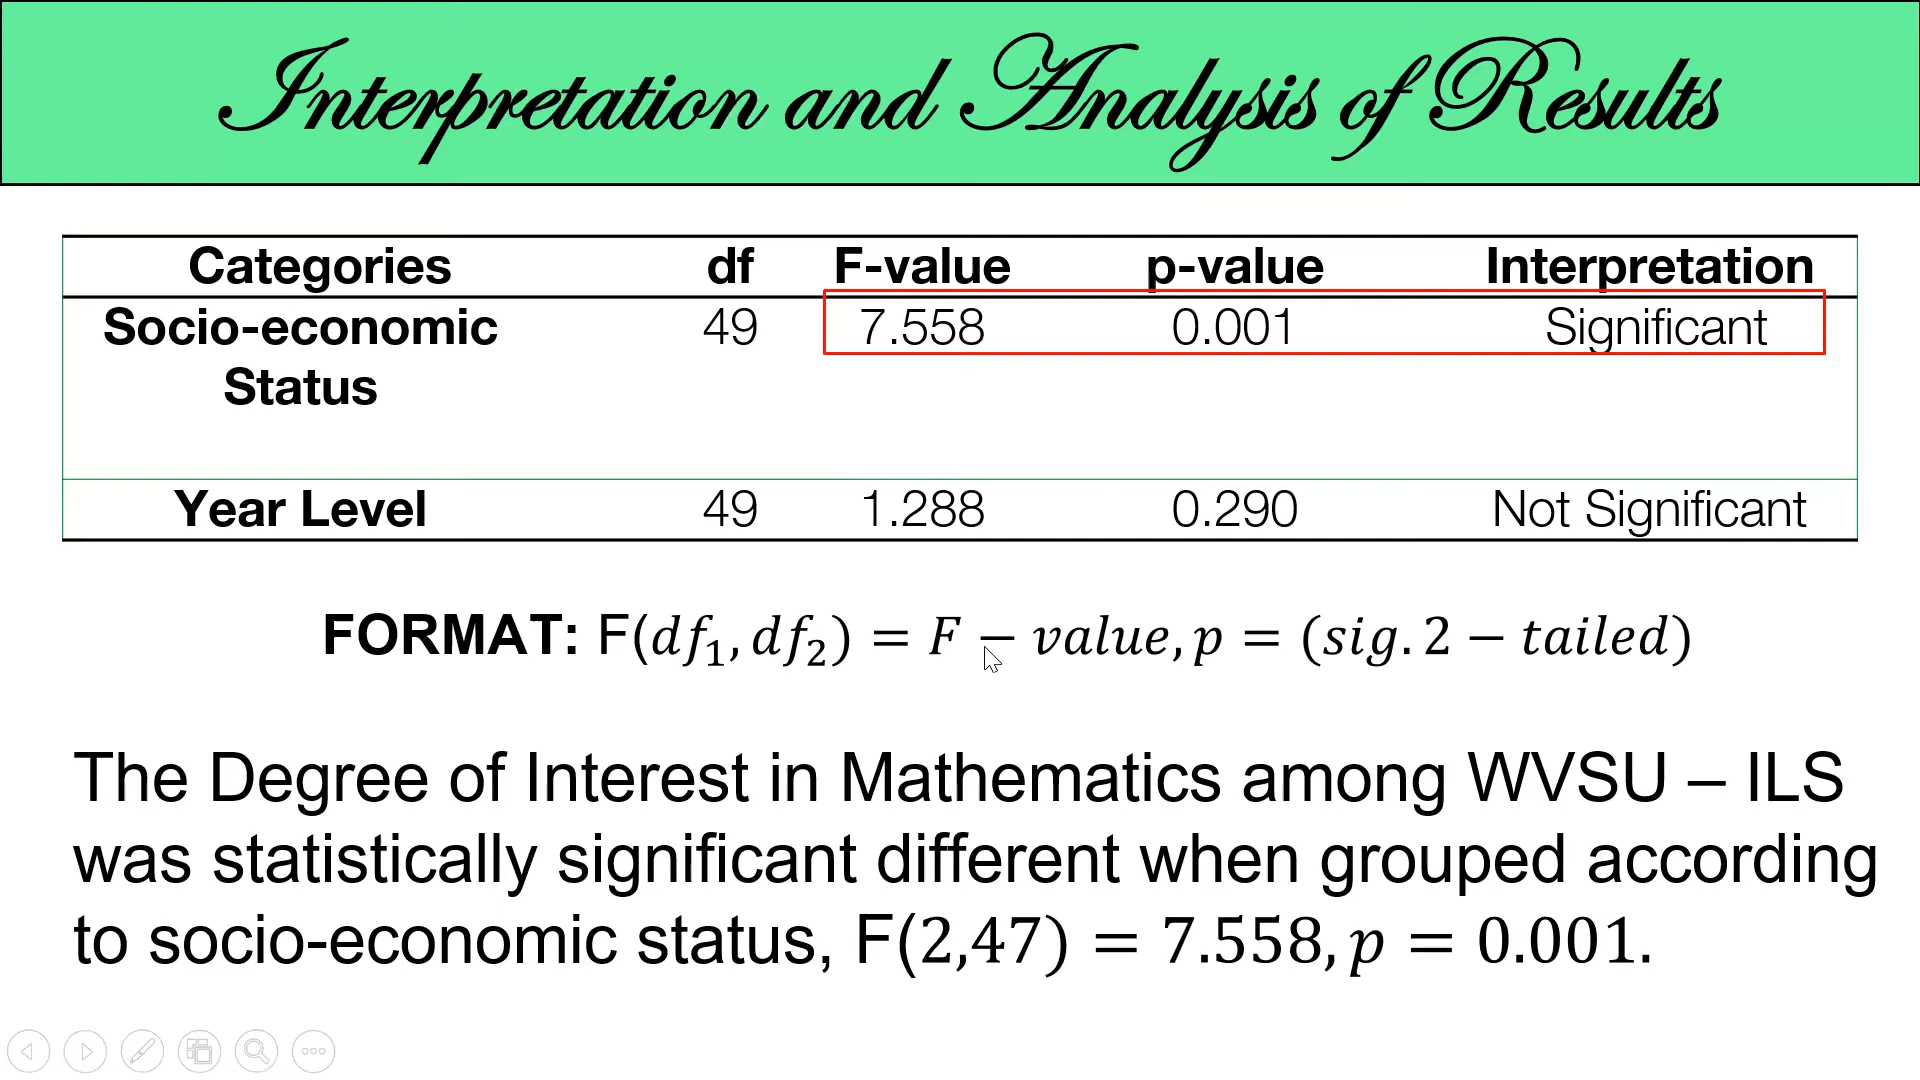 Interpretation and Analysis of Results
Categories df F-value p-value Interpretation
Socio-economic 49 7.558 0.001 Significant
Status
Year Level 49 1.288 0.290 Not Significant
FORMAT: F(df₁, df₂) = F − value, p = (sig. 2 − tailed)
The Degree of Interest in Mathematics among WVSU – ILS
was statistically significant different when grouped according
to socio-economic status, F(2,47) = 7.558, p = 0.001.